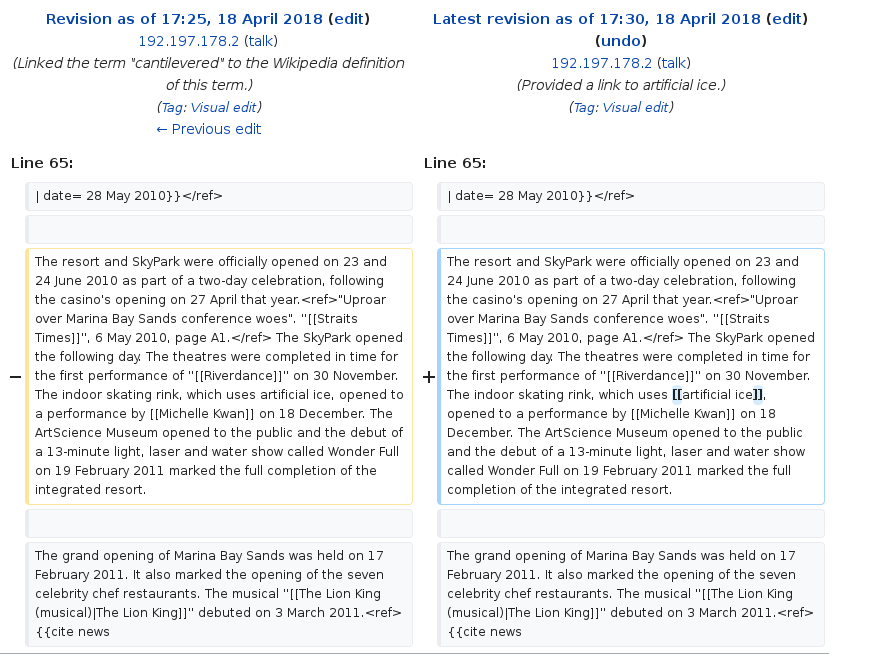 Revision as of 17:25, 18 April 2018 (edit)
192.197.178.2 (talk)
(Linked the term "cantilevered" to the Wikipedia definition
of this term.)
(Tag: Visual edit)
← Previous edit
Latest revision as of 17:30, 18 April 2018 (edit)
(undo)
192.197.178.2 (talk)
(Provided a link to artificial ice.)
(Tag: Visual edit)
Line 65:
Line 65:
| date= 28 May 2010}}</ref>
| date= 28 May 2010}}</ref>
−
The resort and SkyPark were officially opened on 23 and
24 June 2010 as part of a two-day celebration, following
the casino's opening on 27 April that year.<ref>"Uproar
over Marina Bay Sands conference woes". ''[[Straits
Times]]'', 6 May 2010, page A1.</ref> The SkyPark opened
the following day. The theatres were completed in time for
the first performance of ''[[Riverdance]]'' on 30 November.
The indoor skating rink, which uses artificial ice, opened to
a performance by [[Michelle Kwan]] on 18 December. The
ArtScience Museum opened to the public and the debut of
a 13-minute light, laser and water show called Wonder Full
on 19 February 2011 marked the full completion of the
integrated resort.
+
The resort and SkyPark were officially opened on 23 and
24 June 2010 as part of a two-day celebration, following
the casino's opening on 27 April that year.<ref>"Uproar
over Marina Bay Sands conference woes". ''[[Straits
Times]]'', 6 May 2010, page A1.</ref> The SkyPark opened
the following day. The theatres were completed in time for
the first performance of ''[[Riverdance]]'' on 30 November.
The indoor skating rink, which uses [[artificial ice]],
opened to a performance by [[Michelle Kwan]] on 18
December. The ArtScience Museum opened to the public
and the debut of a 13-minute light, laser and water show
called Wonder Full on 19 February 2011 marked the full
completion of the integrated resort.
The grand opening of Marina Bay Sands was held on 17
February 2011. It also marked the opening of the seven
celebrity chef restaurants. The musical ''[[The Lion King
(musical)|The Lion King]]'' debuted on 3 March 2011.<ref>
{{cite news
The grand opening of Marina Bay Sands was held on 17
February 2011. It also marked the opening of the seven
celebrity chef restaurants. The musical ''[[The Lion King
(musical)|The Lion King]]'' debuted on 3 March 2011.<ref>
{{cite news